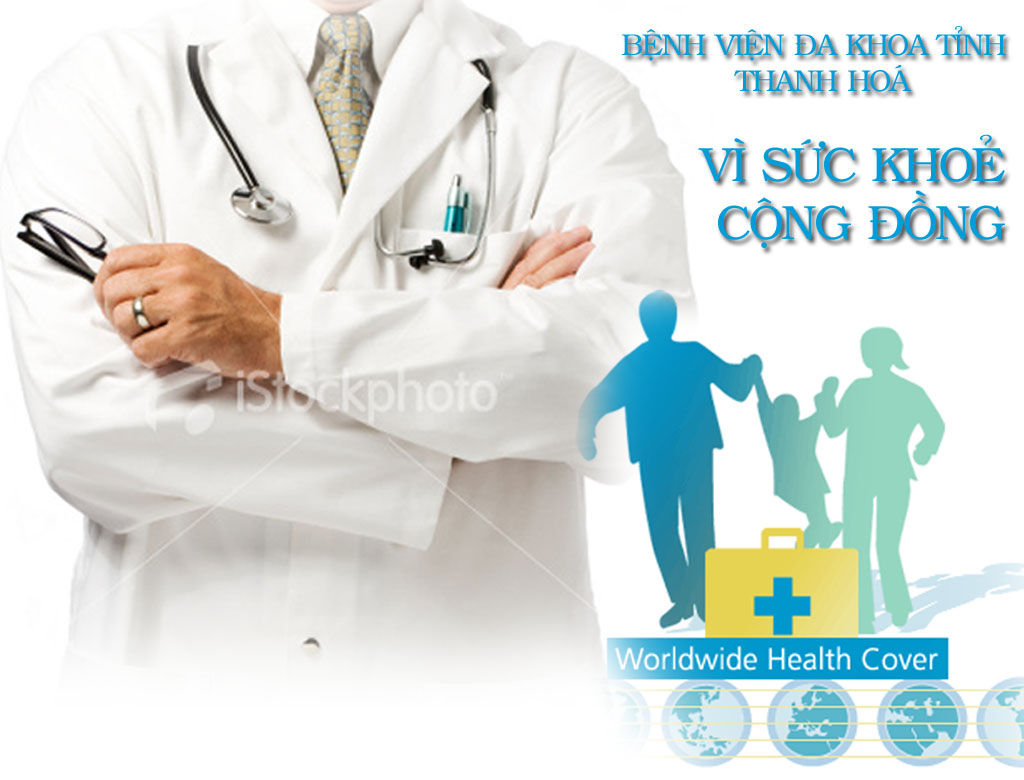 BỆNH VIỆN ĐA KHOA TỈNH
THANH HOÁ
VÌ SỨC KHOẺ
CỘNG ĐỒNG
iStockphoto
Worldwide Health Cover